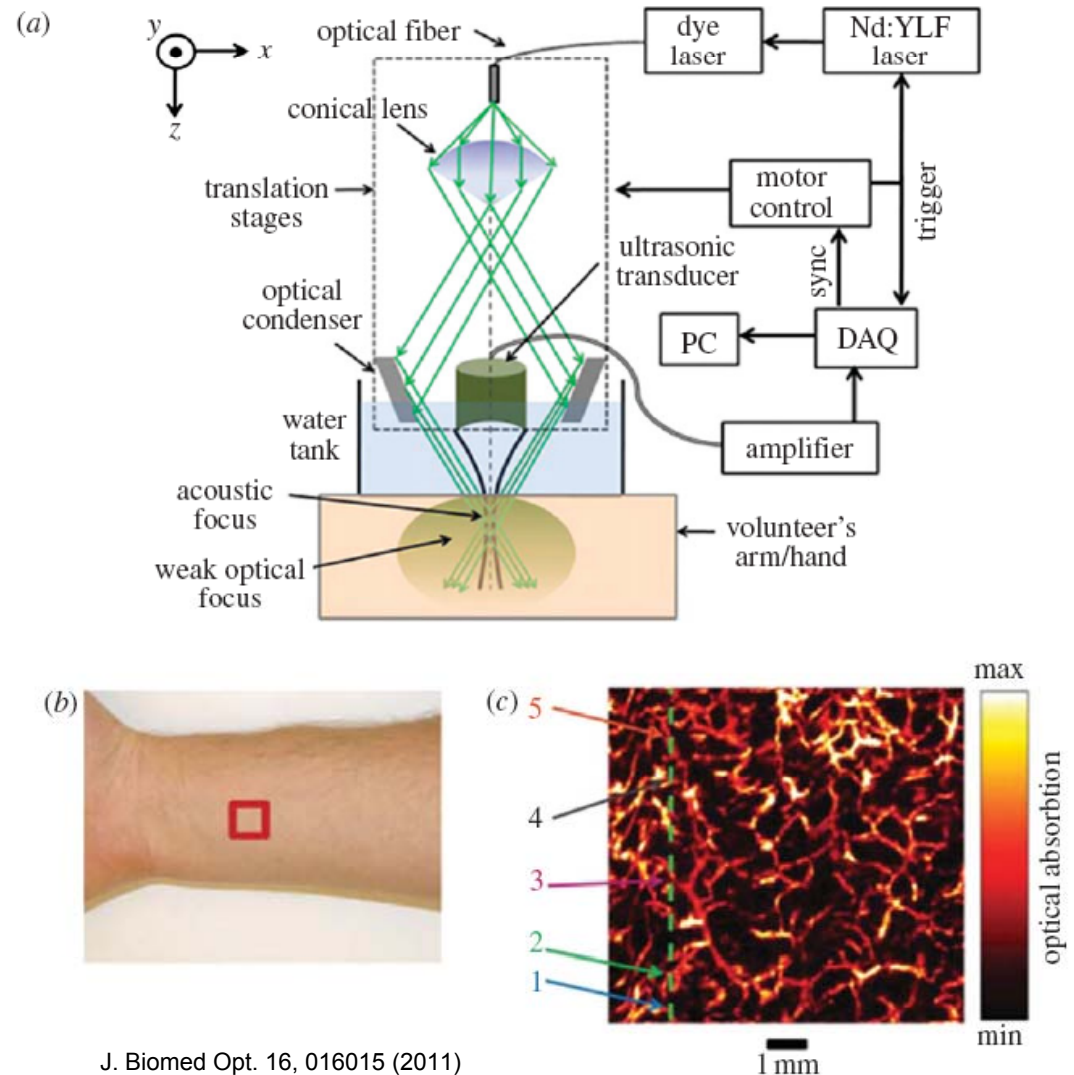 (a)
y
x
z
optical fiber
dye
laser
Nd:YLF
laser
conical lens
translation
stages
motor
control
trigger
sync
ultrasonic
transducer
optical
condenser
PC
DAQ
water
tank
amplifier
acoustic
focus
volunteer's
arm/hand
weak optical
focus
(b)
(c)
5
4
3
2
1
max
optical absorbtion
min
1 mm
J. Biomed Opt. 16, 016015 (2011)